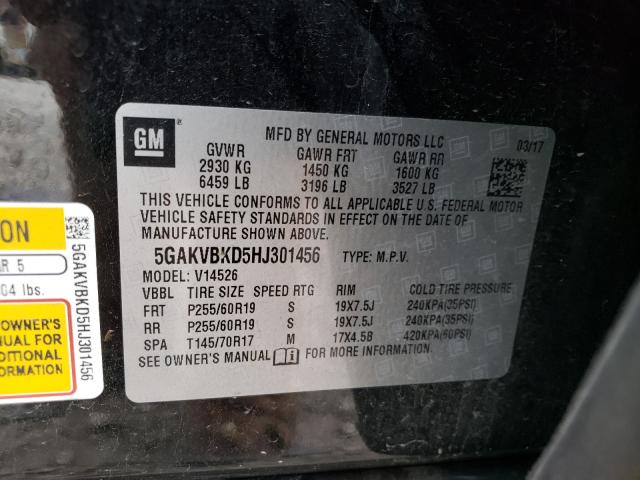 GM
MFD BY GENERAL MOTORS LLC
03/17
GVWR GAWR FRT GAWR RR
2930 KG 1450 KG 1600 KG
6459 LB 3196 LB 3527 LB
THIS VEHICLE CONFORMS TO ALL APPLICABLE U.S. FEDERAL MOTOR
VEHICLE SAFETY STANDARDS IN EFFECT ON THE DATE OF
MANUFACTURE SHOWN ABOVE.
5GAKVBKD5HJ301456 TYPE: M.P.V.
MODEL: V14526
VBBL TIRE SIZE SPEED RTG RIM COLD TIRE PRESSURE
FRT P255/60R19 S 19X7.5J 240KPA(35PSI)
RR P255/60R19 S 19X7.5J 240KPA(35PSI)
SPA T145/70R17 M 17X4.5B 420KPA(60PSI)
SEE OWNER'S MANUAL FOR MORE INFORMATION
ON
R 5
04 lbs.
OWNER'S
NUAL FOR
DITIONAL
ORMATION
5GAKVBKD5HJ301456